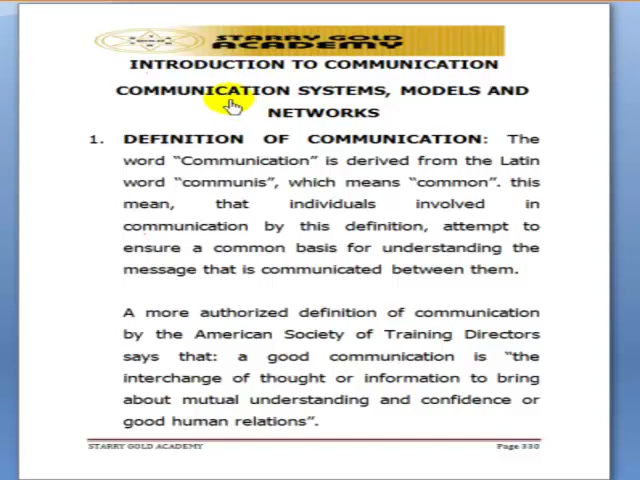 STARRY GOLD
ACADEMY
INTRODUCTION TO COMMUNICATION
COMMUNICATION SYSTEMS, MODELS AND
NETWORKS
1. DEFINITION OF COMMUNICATION: The
word “Communication” is derived from the Latin
word “communis”, which means “common”. this
mean, that individuals involved in
communication by this definition, attempt to
ensure a common basis for understanding the
message that is communicated between them.
A more authorized definition of communication
by the American Society of Training Directors
says that: a good communication is “the
interchange of thought or information to bring
about mutual understanding and confidence or
good human relations”.
STARRY GOLD ACADEMY Page 330